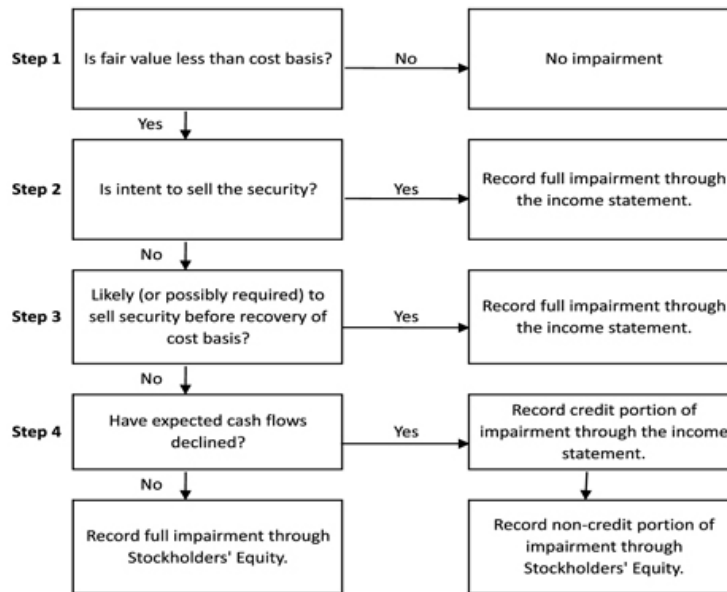 Step 1
Is fair value less than cost basis?
No
No impairment
Yes
Step 2
Is intent to sell the security?
Yes
Record full impairment through
the income statement.
No
Step 3
Likely (or possibly required) to
sell security before recovery of
cost basis?
Yes
Record full impairment through
the income statement.
No
Step 4
Have expected cash flows
declined?
Yes
Record credit portion of
impairment through the income
statement.
No
Record full impairment through
Stockholders' Equity.
Record non-credit portion of
impairment through
Stockholders' Equity.